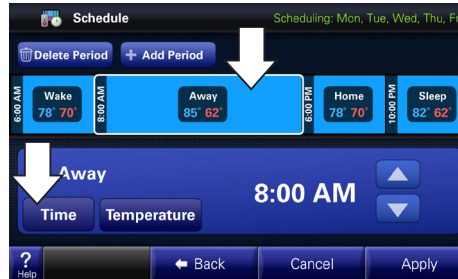 Schedule
Scheduling: Mon, Tue, Wed, Thu, Fr
Delete Period + Add Period
6:00 AM Wake 78° 70°
8:00 AM Away 85° 62°
6:00 PM Home 78° 70°
10:00 PM Sleep 82° 62°
Away
8:00 AM
Time Temperature
? Help
Back Cancel Apply